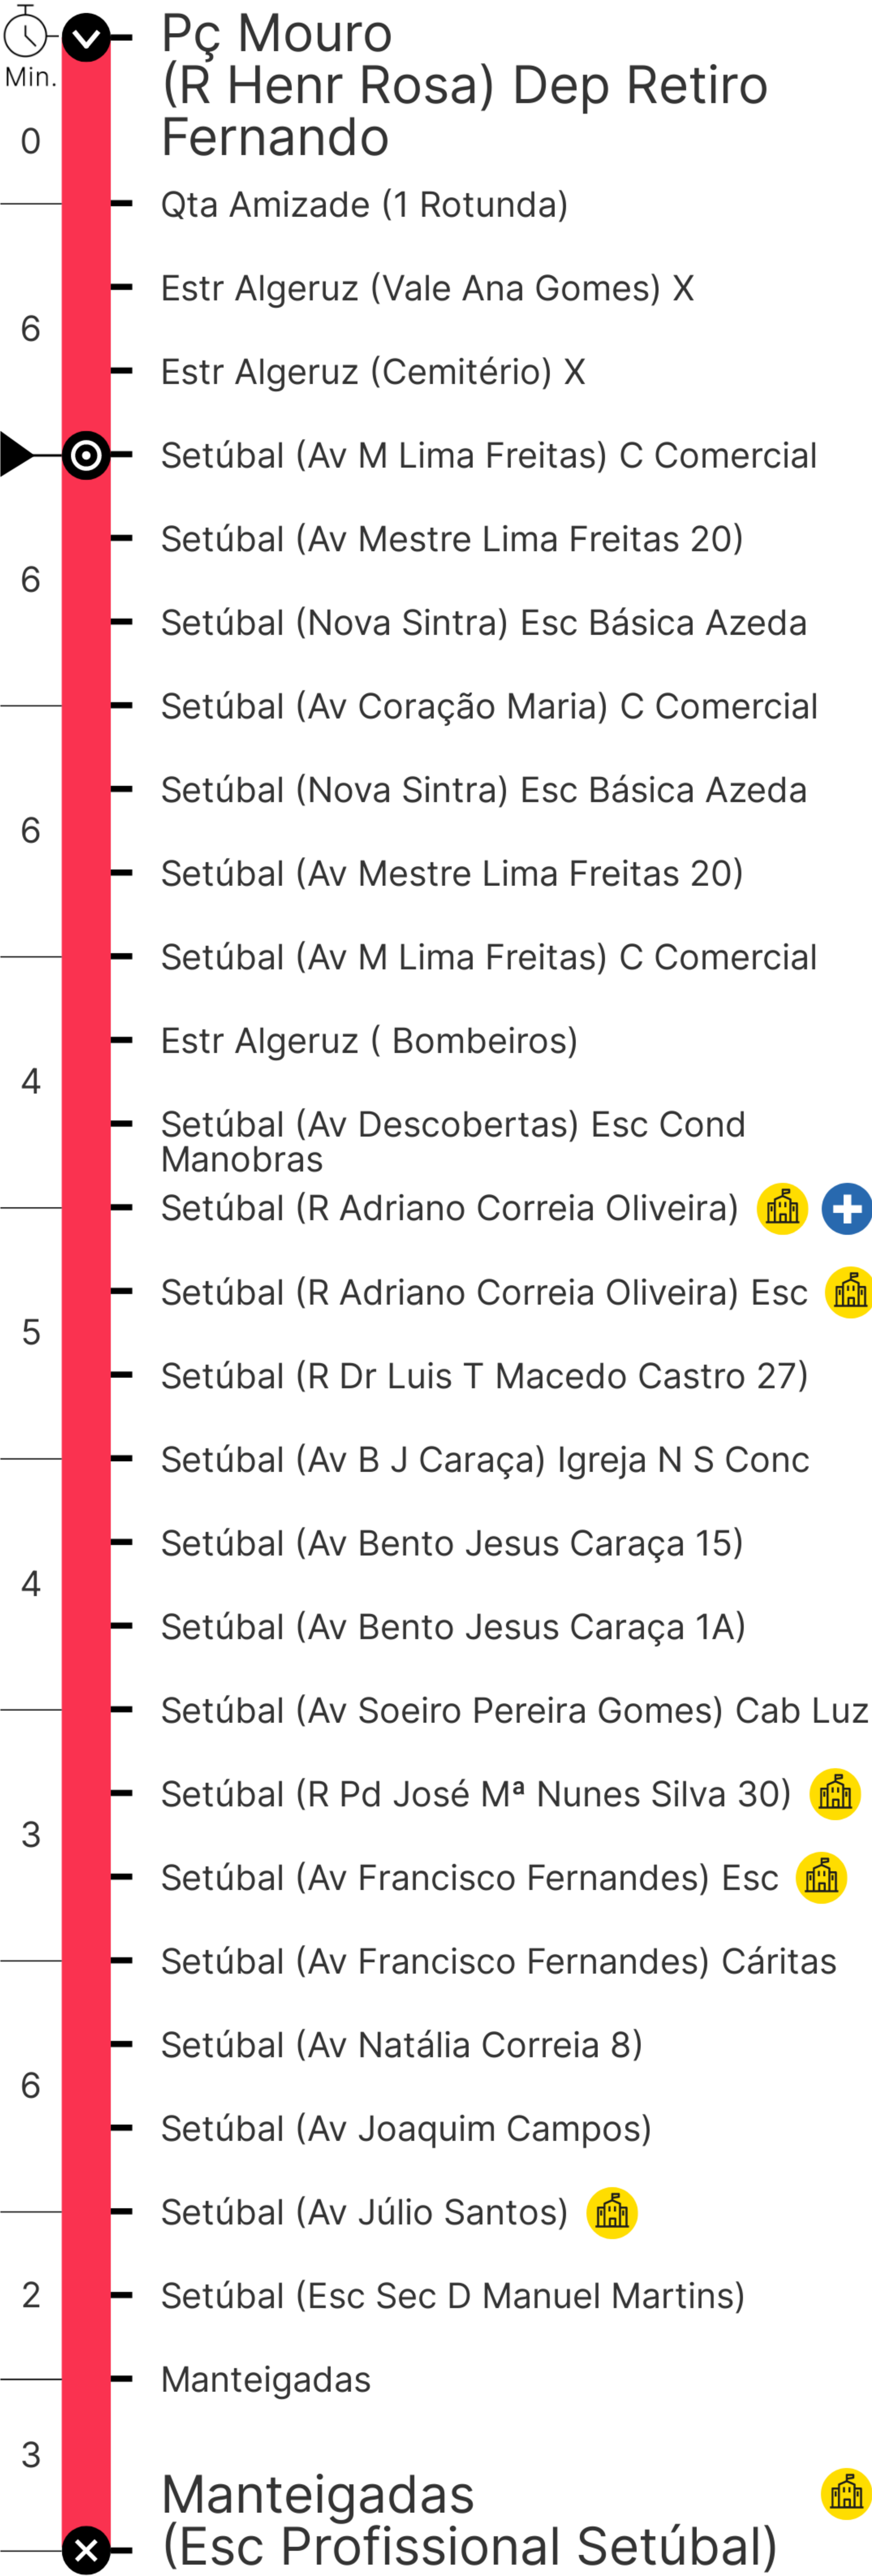 Pç Mouro
Min.
(R Henr Rosa) Dep Retiro
0
Fernando
Qta Amizade (1 Rotunda)
Estr Algeruz (Vale Ana Gomes) X
6
Estr Algeruz (Cemitério) X
Setúbal (Av M Lima Freitas) C Comercial
Setúbal (Av Mestre Lima Freitas 20)
6
Setúbal (Nova Sintra) Esc Básica Azeda
Setúbal (Av Coração Maria) C Comercial
Setúbal (Nova Sintra) Esc Básica Azeda
6
Setúbal (Av Mestre Lima Freitas 20)
Setúbal (Av M Lima Freitas) C Comercial
Estr Algeruz ( Bombeiros)
4
Setúbal (Av Descobertas) Esc Cond
Manobras
Setúbal (R Adriano Correia Oliveira)
Setúbal (R Adriano Correia Oliveira) Esc
5
Setúbal (R Dr Luis T Macedo Castro 27)
Setúbal (Av B J Caraça) Igreja N S Conc
Setúbal (Av Bento Jesus Caraça 15)
4
Setúbal (Av Bento Jesus Caraça 1A)
Setúbal (Av Soeiro Pereira Gomes) Cab Luz
Setúbal (R Pd José Mª Nunes Silva 30)
3
Setúbal (Av Francisco Fernandes) Esc
Setúbal (Av Francisco Fernandes) Cáritas
Setúbal (Av Natália Correia 8)
6
Setúbal (Av Joaquim Campos)
Setúbal (Av Júlio Santos)
2
Setúbal (Esc Sec D Manuel Martins)
Manteigadas
3
Manteigadas
(Esc Profissional Setúbal)